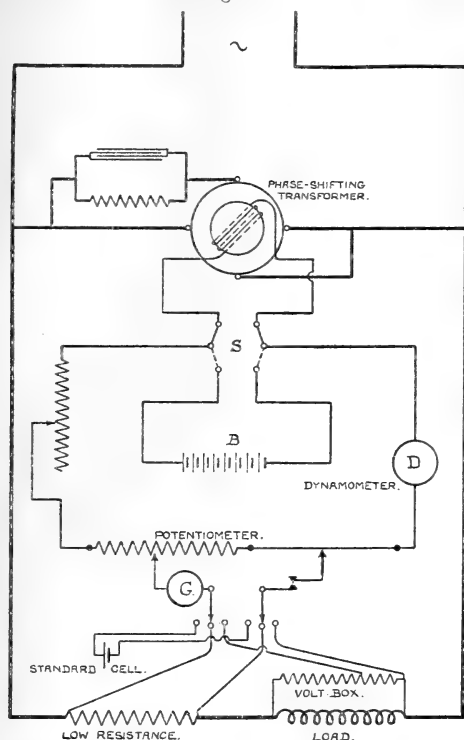 ~
PHASE-SHIFTING
TRANSFORMER.
S
B
D
DYNAMOMETER.
POTENTIOMETER.
G.
STANDARD CELL.
VOLT-BOX.
LOW RESISTANCE.
LOAD.